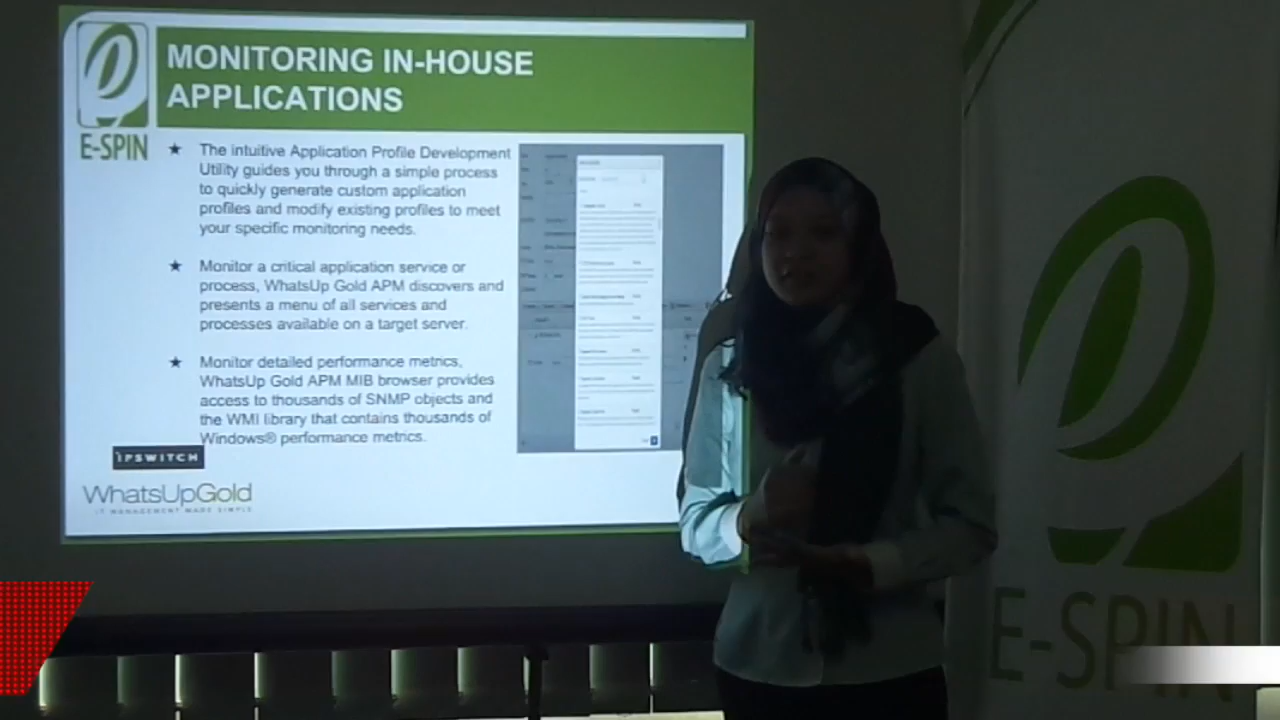 MONITORING IN-HOUSE
APPLICATIONS
E-SPIN
★ The intuitive Application Profile Development
Utility guides you through a simple process
to quickly generate custom application
profiles and modify existing profiles to meet
your specific monitoring needs.
★ Monitor a critical application service or
process, WhatsUp Gold APM discovers and
presents a menu of all services and
processes available on a target server.
★ Monitor detailed performance metrics,
WhatsUp Gold APM MIB browser provides
access to thousands of SNMP objects and
the WMI library that contains thousands of
Windows® performance metrics.
IPSWITCH
WhatsUpGold
IT MANAGEMENT MADE SIMPLE
E-SPIN